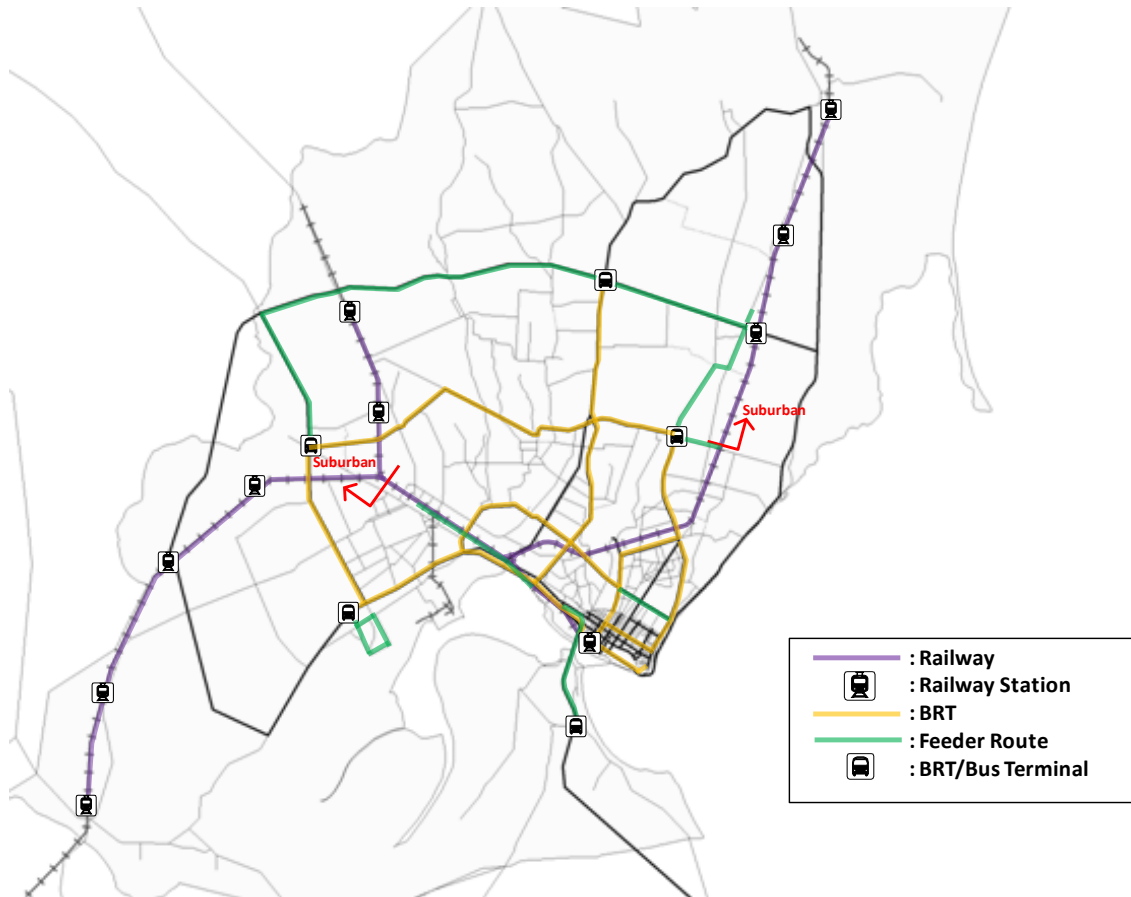 Suburban
Suburban
: Railway
: Railway Station
: BRT
: Feeder Route
: BRT/Bus Terminal